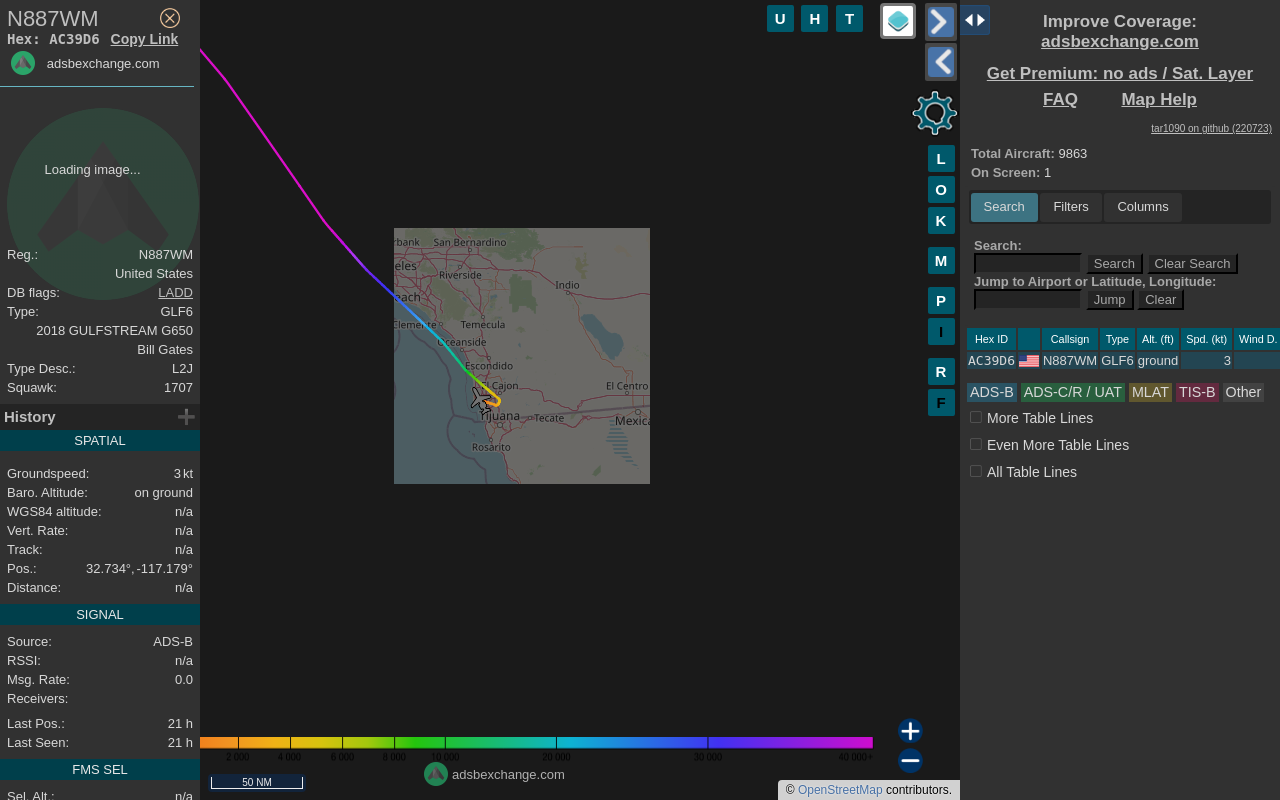 N887WM
Hex: AC39D6 Copy Link
adsbexchange.com
Loading image...
Reg.: N887WM
United States
DB flags: LADD
Type: GLF6
2018 GULFSTREAM G650
Bill Gates
Type Desc.: L2J
Squawk: 1707
History
SPATIAL
Groundspeed: 3 kt
Baro. Altitude: on ground
WGS84 altitude: n/a
Vert. Rate: n/a
Track: n/a
Pos.: 32.734°, -117.179°
Distance: n/a
SIGNAL
Source: ADS-B
RSSI: n/a
Msg. Rate: 0.0
Receivers:
Last Pos.: 21 h
Last Seen: 21 h
FMS SEL
Sel. Alt.: n/a
U H T
L
O
K
M
P
I
R
F
rbank San Bernardino
eles
Riverside
Indio
each
Clemente Temecula
Oceanside
Escondido
El Cajon El Centro
Tijuana Tecate Mexica
Rosarito
2 000 4 000 6 000 8 000 10 000 20 000 30 000 40 000+
50 NM
adsbexchange.com
© OpenStreetMap contributors.
Improve Coverage:
adsbexchange.com
Get Premium: no ads / Sat. Layer
FAQ Map Help
tar1090 on github (220723)
Total Aircraft: 9863
On Screen: 1
Search Filters Columns
Search:
Search Clear Search
Jump to Airport or Latitude, Longitude:
Jump Clear
Hex ID Callsign Type Alt. (ft) Spd. (kt) Wind D.
AC39D6 N887WM GLF6 ground 3
ADS-B ADS-C/R / UAT MLAT TIS-B Other
More Table Lines
Even More Table Lines
All Table Lines